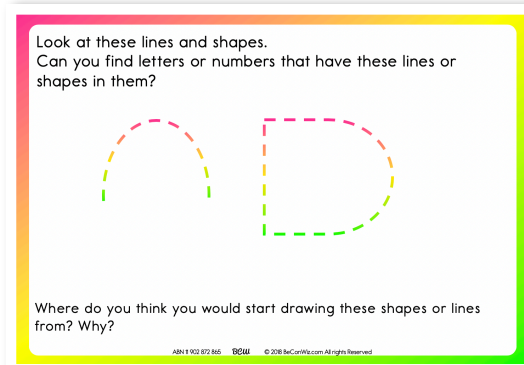 Look at these lines and shapes.
Can you find letters or numbers that have these lines or
shapes in them?
Where do you think you would start drawing these shapes or lines
from? Why?
ABN 11 902 872 865 BCW © 2018 BeConWiz.com All rights Reserved